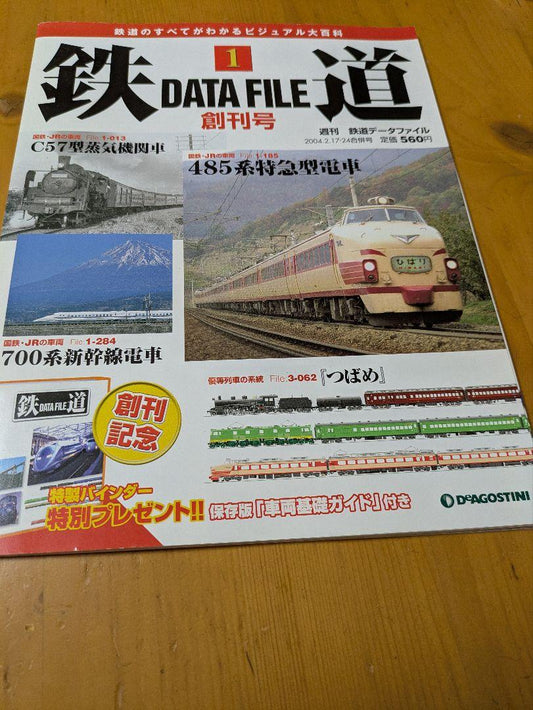 鉄道のすべてがわかるビジュアル大百科
鉄 DATA FILE 道
1
創刊号
週刊 鉄道データファイル
2004.2.17・24合併号 定価560円
国鉄・JRの車両 File:1-013
C57型蒸気機関車
国鉄・JRの車両 File:1-185
485系特急型電車
ひばり
国鉄・JRの車両 File:1-284
700系新幹線電車
優等列車の系統 File:3-062『つばめ』
鉄 DATA FILE 道
創刊記念
特製バインダー
特別プレゼント!!
保存版「車両基礎ガイド」付き
DeAGOSTINI